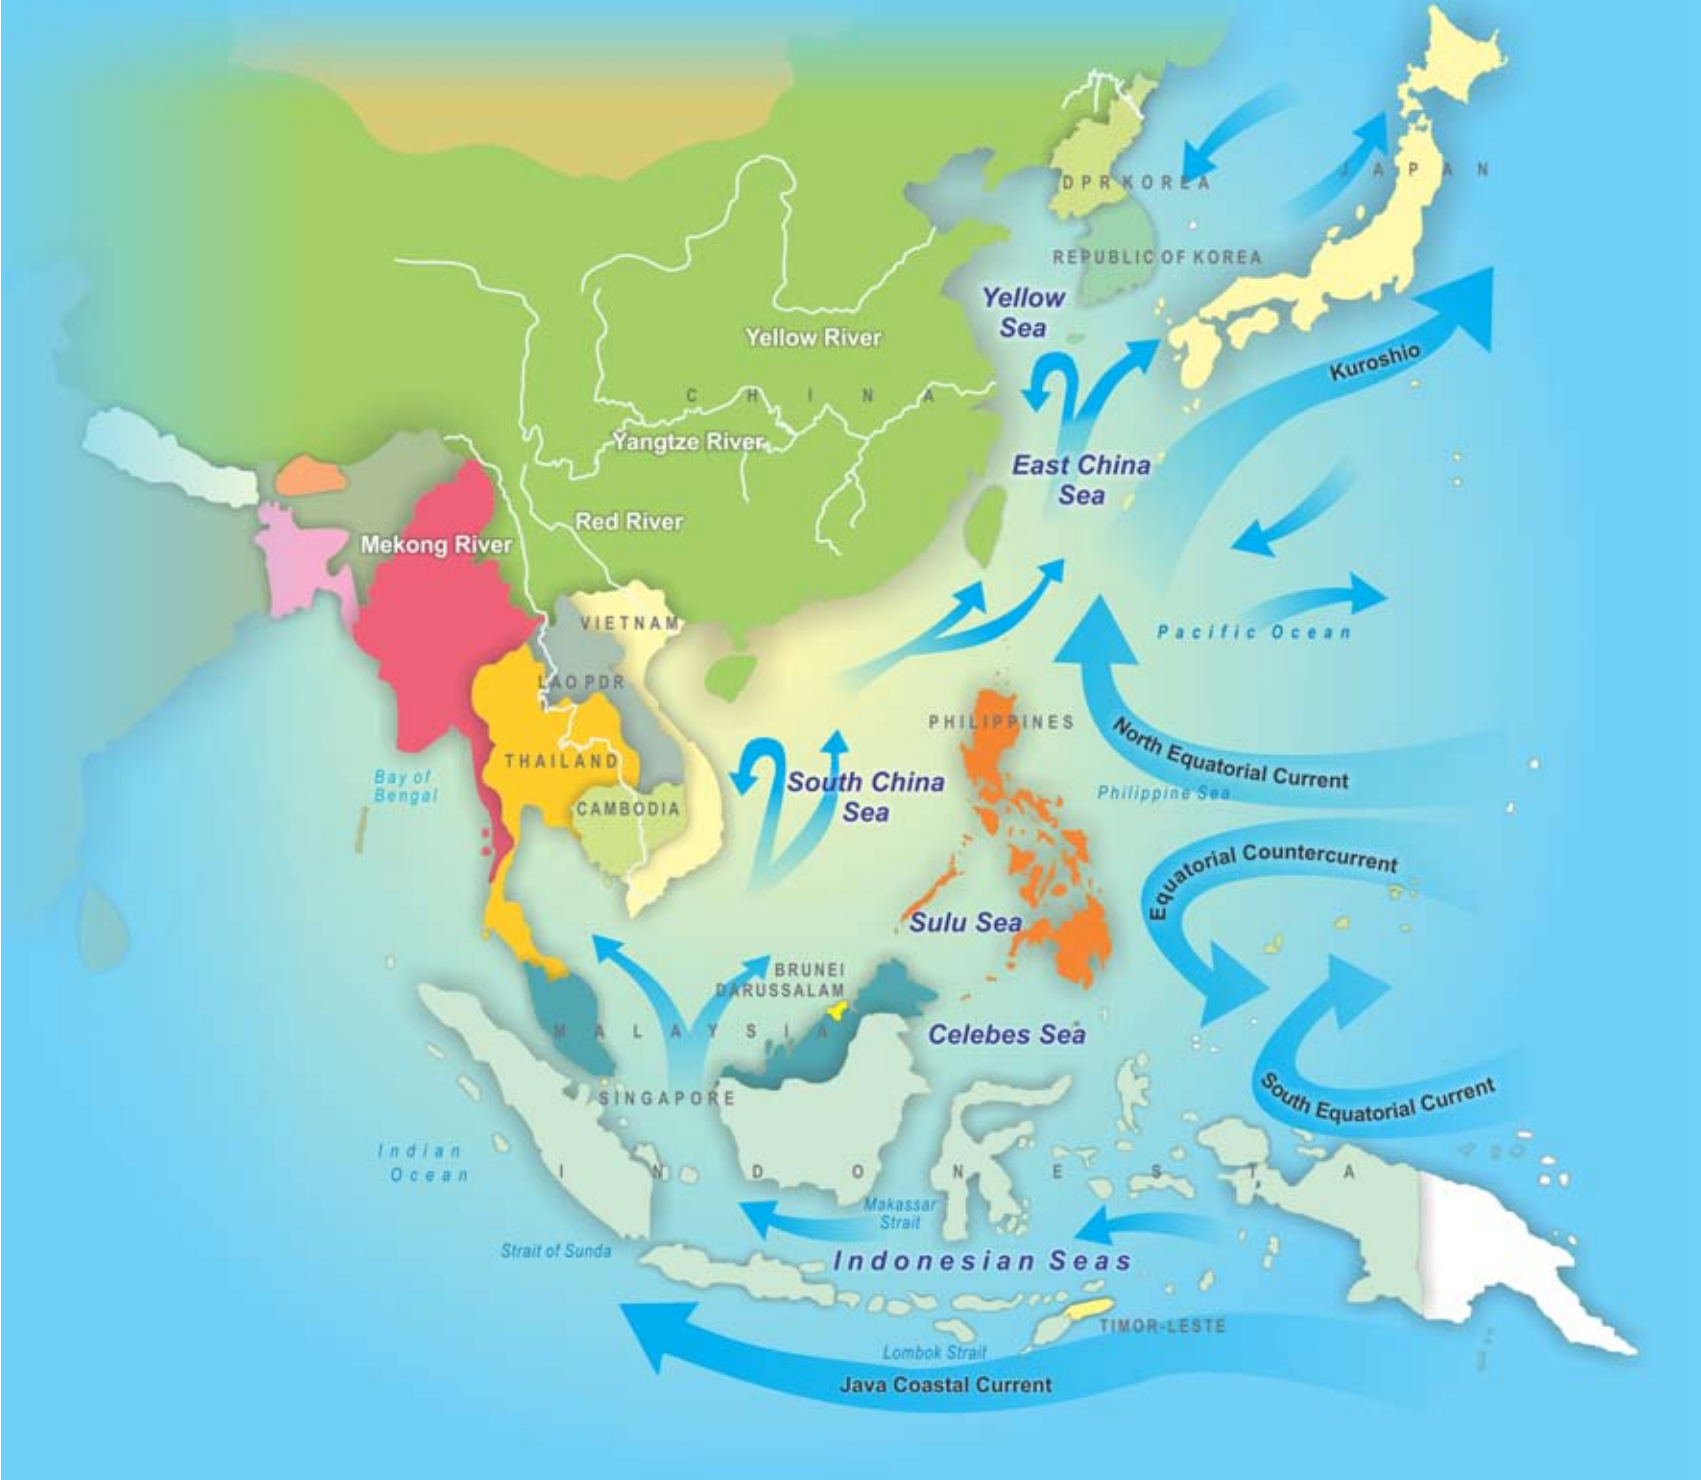 DPR KOREA
JAPAN
REPUBLIC OF KOREA
Yellow
Sea
Yellow River
Kuroshio
CHINA
Yangtze River
East China
Sea
Red River
Mekong River
VIETNAM
Pacific Ocean
LAO PDR
PHILIPPINES
North Equatorial Current
THAILAND
Bay of
Bengal
South China
Sea
Philippine Sea
CAMBODIA
Equatorial Countercurrent
Sulu Sea
BRUNEI
DARUSSALAM
MALAYSIA
Celebes Sea
SINGAPORE
South Equatorial Current
Indian
Ocean
INDONESIA
Makassar
Strait
Strait of Sunda
Indonesian Seas
TIMOR-LESTE
Lombok Strait
Java Coastal Current